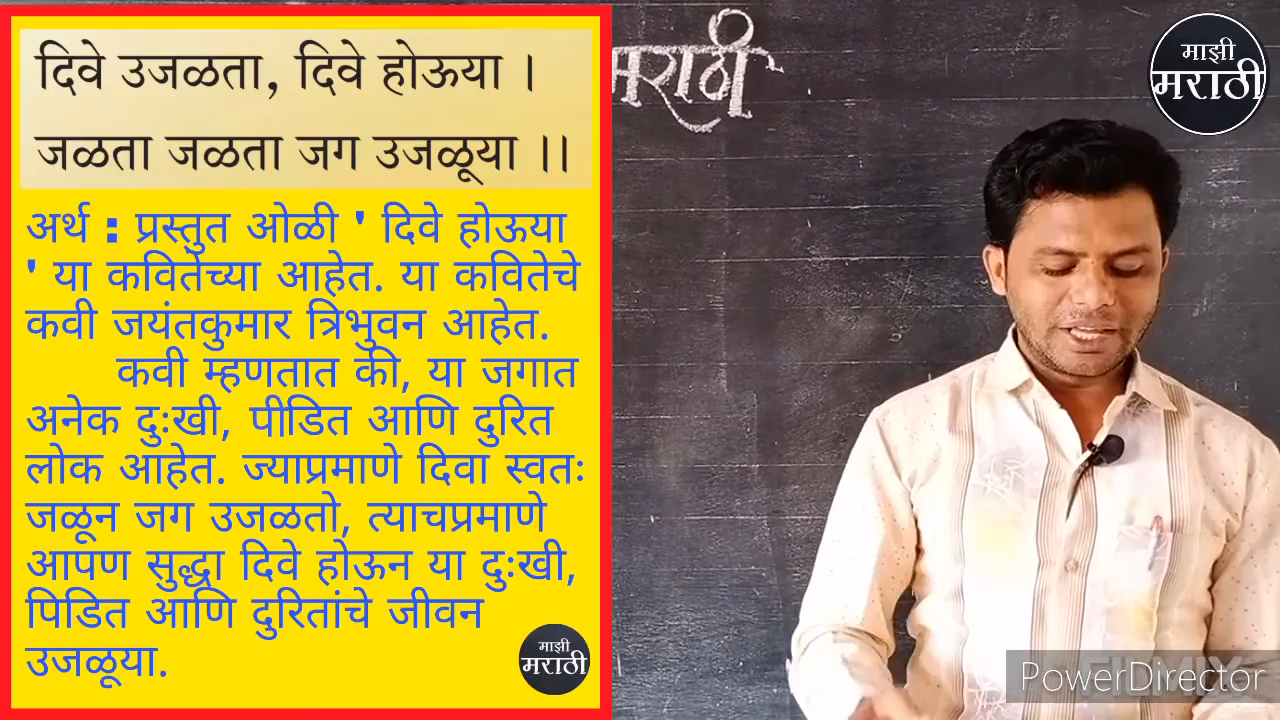 दिवे उजळता, दिवे होऊया ।
जळता जळता जग उजळूया ।।
अर्थ : प्रस्तुत ओळी ' दिवे होऊया
' या कवितेच्या आहेत. या कवितेचे
कवी जयंतकुमार त्रिभुवन आहेत.
कवी म्हणतात की, या जगात
अनेक दुःखी, पीडित आणि दुरित
लोक आहेत. ज्याप्रमाणे दिवा स्वतः
जळून जग उजळतो, त्याचप्रमाणे
आपण सुद्धा दिवे होऊन या दुःखी,
पिडित आणि दुरितांचे जीवन
उजळूया.
माझी
मराठी
मराठी
माझी
मराठी
PowerDirector